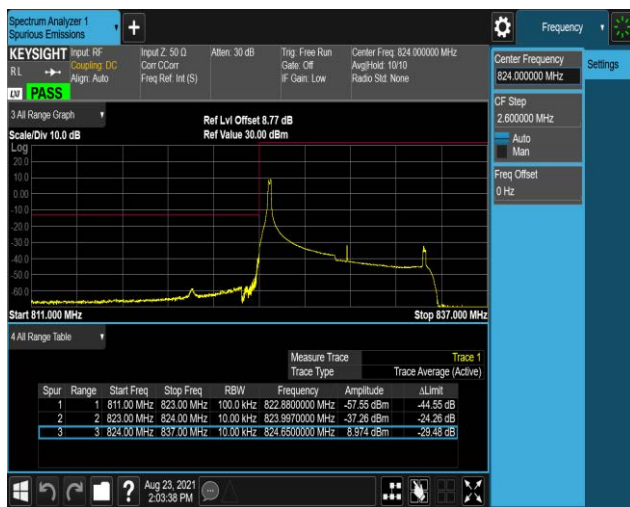 Spectrum Analyzer 1
Spurious Emissions
Frequency
KEYSIGHT
Input: RF
Coupling: DC
Align: Auto
Input Z: 50 Ω
Corr CCorr
Freq Ref: Int (S)
Atten: 30 dB
Trig: Free Run
Gate: Off
IF Gain: Low
Center Freq: 824.000000 MHz
Avg|Hold: 10/10
Radio Std: None
RL
LXI
PASS
Center Frequency
824.000000 MHz
Settings
CF Step
2.600000 MHz
Auto
Man
Freq Offset
0 Hz
3 All Range Graph
Scale/Div 10.0 dB
Ref Lvl Offset 8.77 dB
Ref Value 30.00 dBm
Log
20.0
10.0
0.00
-10.0
-20.0
-30.0
-40.0
-50.0
-60.0
Start 811.000 MHz
Stop 837.000 MHz
4 All Range Table
Measure Trace Trace 1
Trace Type Trace Average (Active)
Spur Range Start Freq Stop Freq RBW Frequency Amplitude ΔLimit
1 1 811.00 MHz 823.00 MHz 100.0 kHz 822.8800000 MHz -57.55 dBm -44.55 dB
2 2 823.00 MHz 824.00 MHz 10.00 kHz 823.9970000 MHz -37.26 dBm -24.26 dB
3 3 824.00 MHz 837.00 MHz 10.00 kHz 824.6500000 MHz 8.974 dBm -29.48 dB
Aug 23, 2021
2:03:38 PM